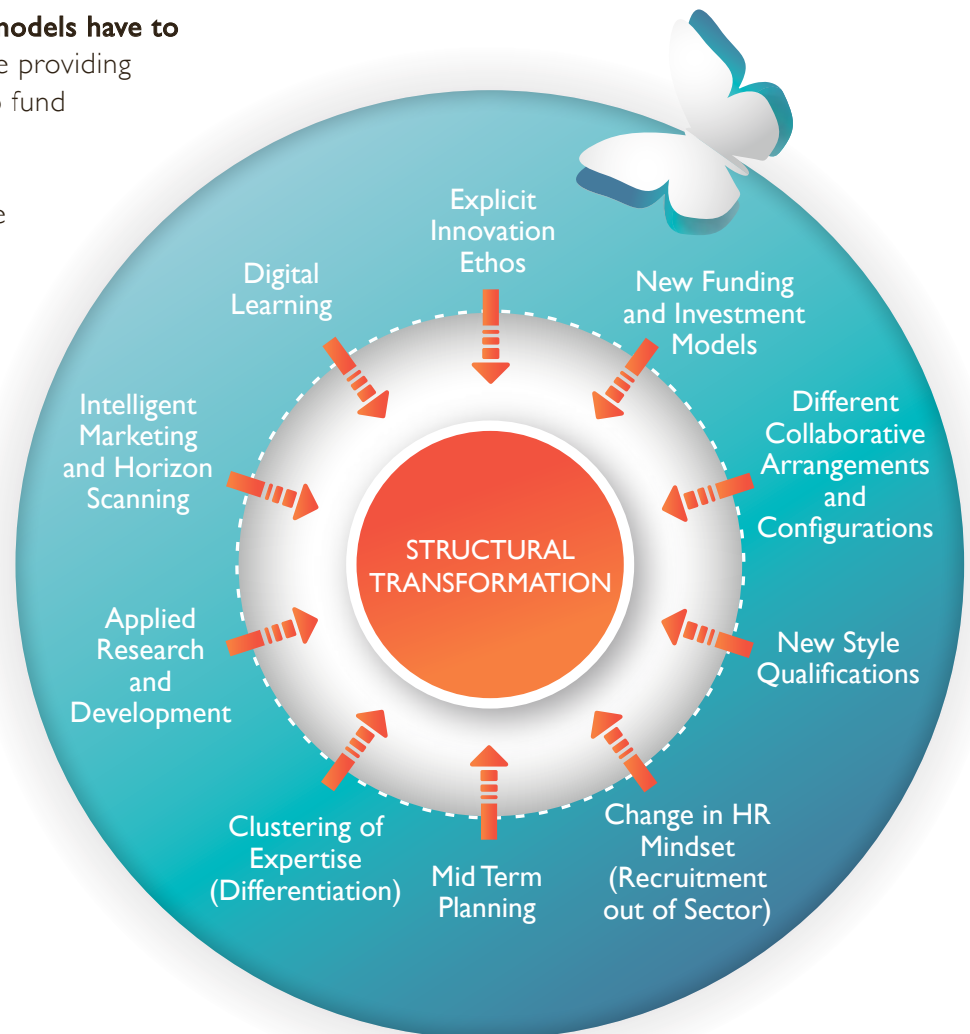 models have to
e providing
o fund
e
Explicit
Innovation
Ethos
New Funding
and Investment
Models
Different
Collaborative
Arrangements
and
Configurations
New Style
Qualifications
Change in HR
Mindset
(Recruitment
out of Sector)
Mid Term
Planning
Clustering of
Expertise
(Differentiation)
Applied
Research
and
Development
Intelligent
Marketing
and Horizon
Scanning
Digital
Learning
STRUCTURAL
TRANSFORMATION